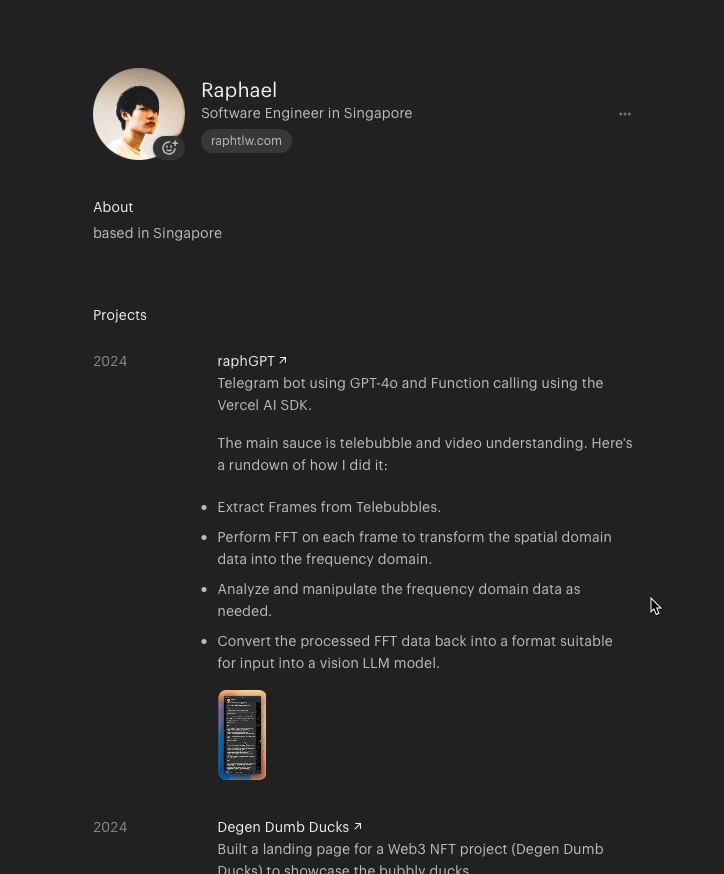 Raphael
Software Engineer in Singapore
raphtlw.com
About
based in Singapore
Projects
2024
raphGPT
Telegram bot using GPT-4o and Function calling using the
Vercel AI SDK.
The main sauce is telebubble and video understanding. Here's
a rundown of how I did it:
Extract Frames from Telebubbles.
Perform FFT on each frame to transform the spatial domain
data into the frequency domain.
Analyze and manipulate the frequency domain data as
needed.
Convert the processed FFT data back into a format suitable
for input into a vision LLM model.
2024
Degen Dumb Ducks
Built a landing page for a Web3 NFT project (Degen Dumb
Ducks) to showcase the bubbly ducks